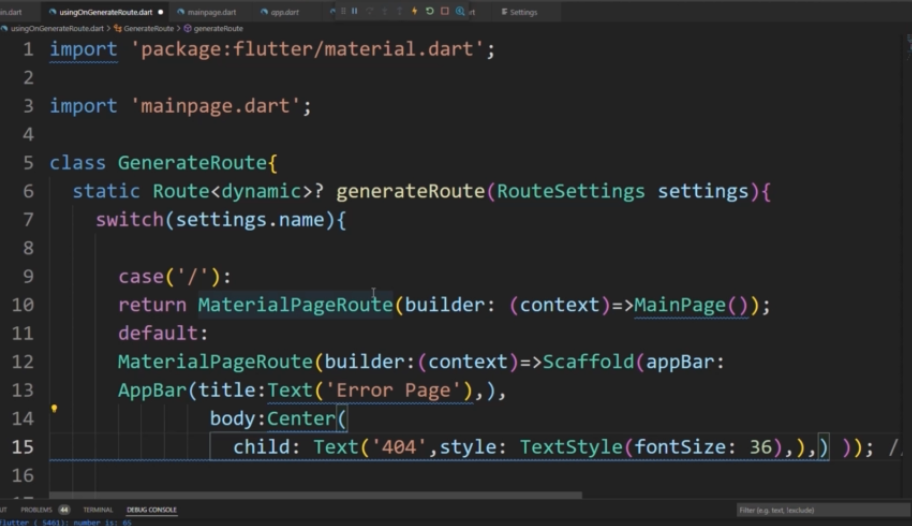 in.dart usingOnGenerateRoute.dart mainpage.dart app.dart rt Settings
usingOnGenerateRoute.dart > GenerateRoute > generateRoute
1 import 'package:flutter/material.dart';
2
3 import 'mainpage.dart';
4
5 class GenerateRoute{
6 static Route<dynamic>? generateRoute(RouteSettings settings){
7 switch(settings.name){
8
9 case('/'):
10 return MaterialPageRoute(builder: (context)=>MainPage());
11 default:
12 MaterialPageRoute(builder:(context)=>Scaffold(appBar:
13 AppBar(title:Text('Error Page'),),
14 body:Center(
15 child: Text('404',style: TextStyle(fontSize: 36),),) )); //
16
UT PROBLEMS 44 TERMINAL DEBUG CONSOLE Filter (e.g. text, !exclude)
flutter ( 5401): number is: 65